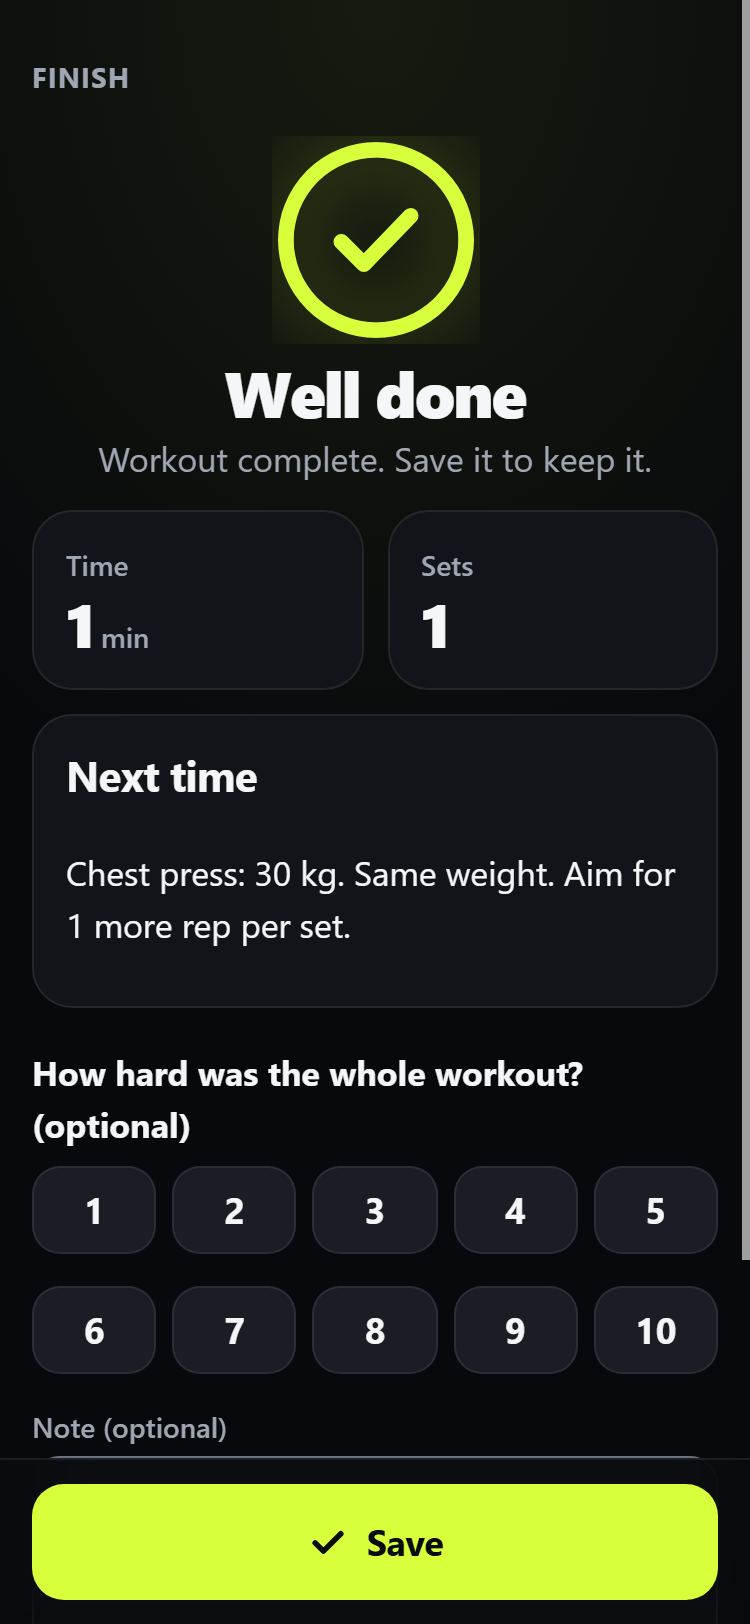 FINISH
Well done
Workout complete. Save it to keep it.
Time
1 min
Sets
1
Next time
Chest press: 30 kg. Same weight. Aim for
1 more rep per set.
How hard was the whole workout?
(optional)
1 2 3 4 5
6 7 8 9 10
Note (optional)
Save